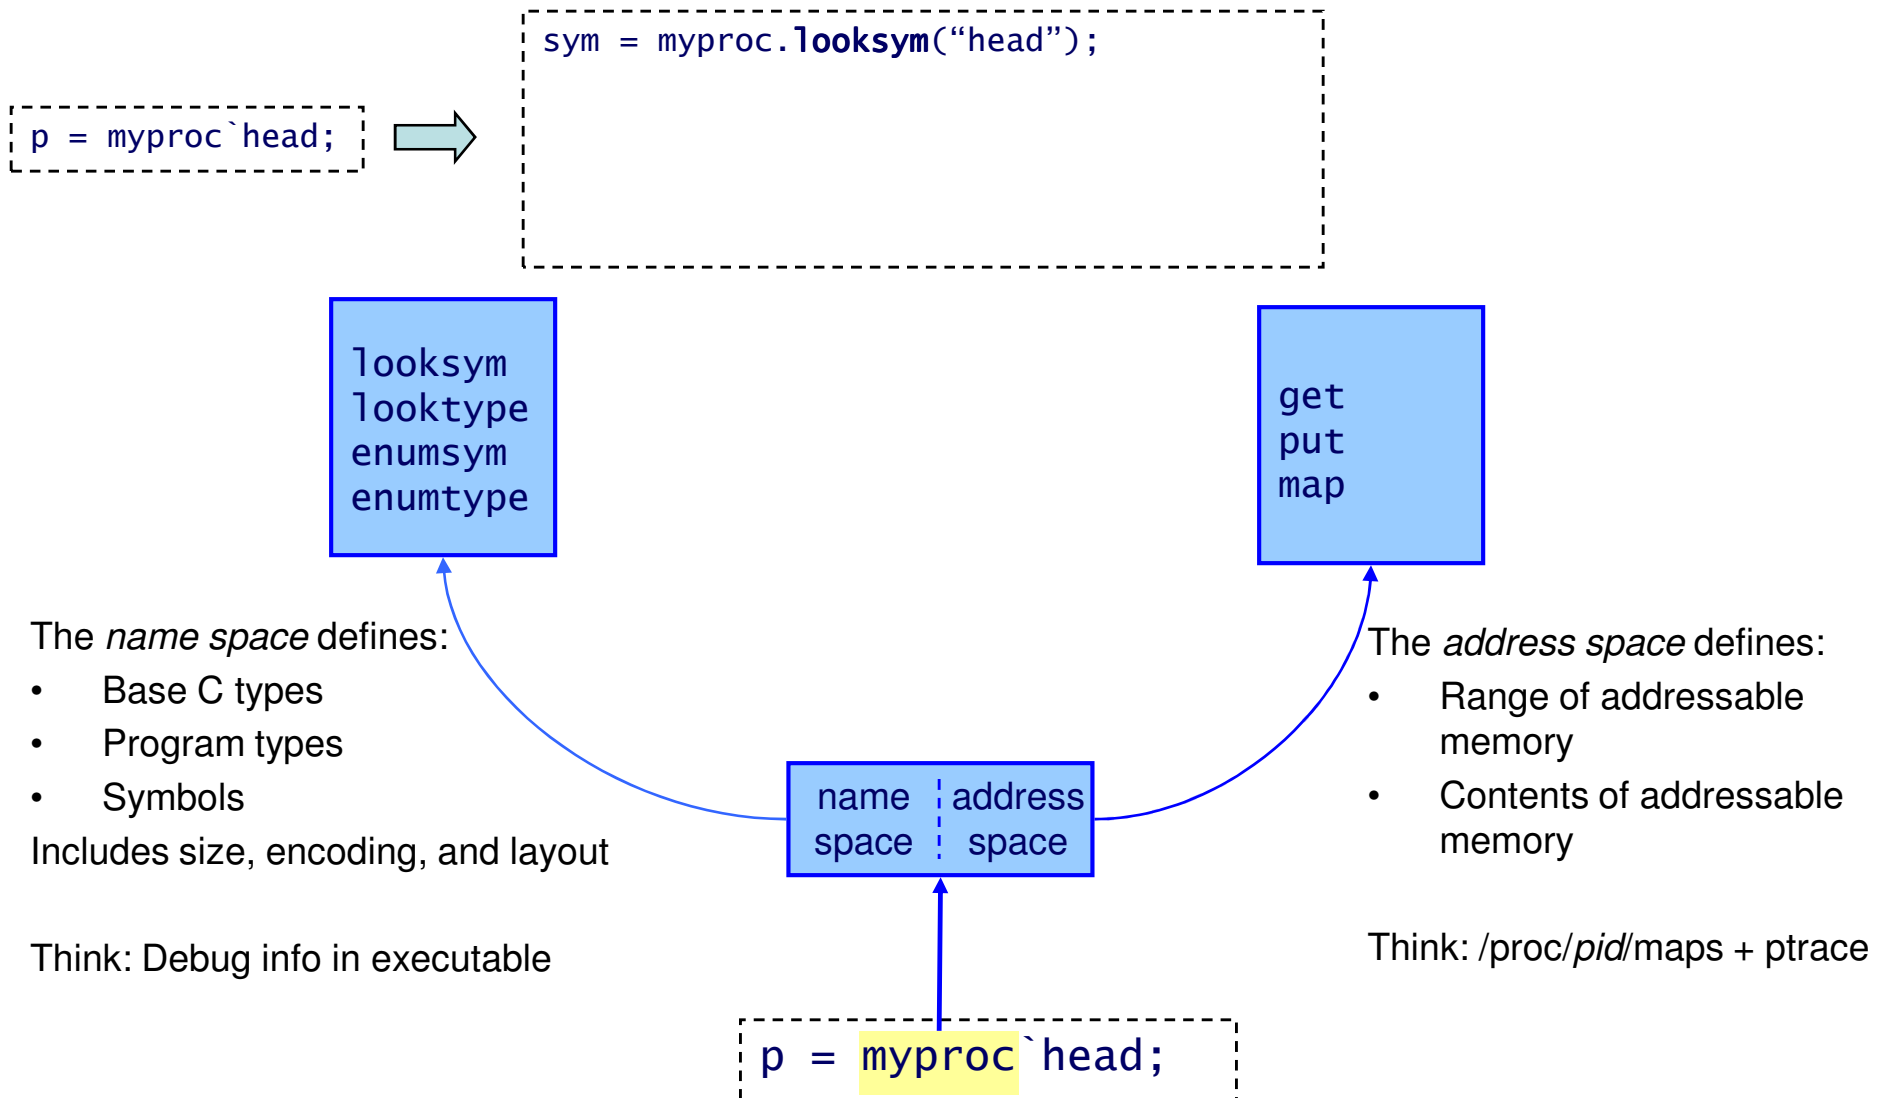 sym = myproc.looksym(“head”);
p = myproc`head;
looksym
looktype
enumsym
enumtype
get
put
map
The name space defines:
• Base C types
• Program types
• Symbols
Includes size, encoding, and layout
Think: Debug info in executable
The address space defines:
• Range of addressable
memory
• Contents of addressable
memory
Think: /proc/pid/maps + ptrace
name
space
address
space
p = myproc`head;